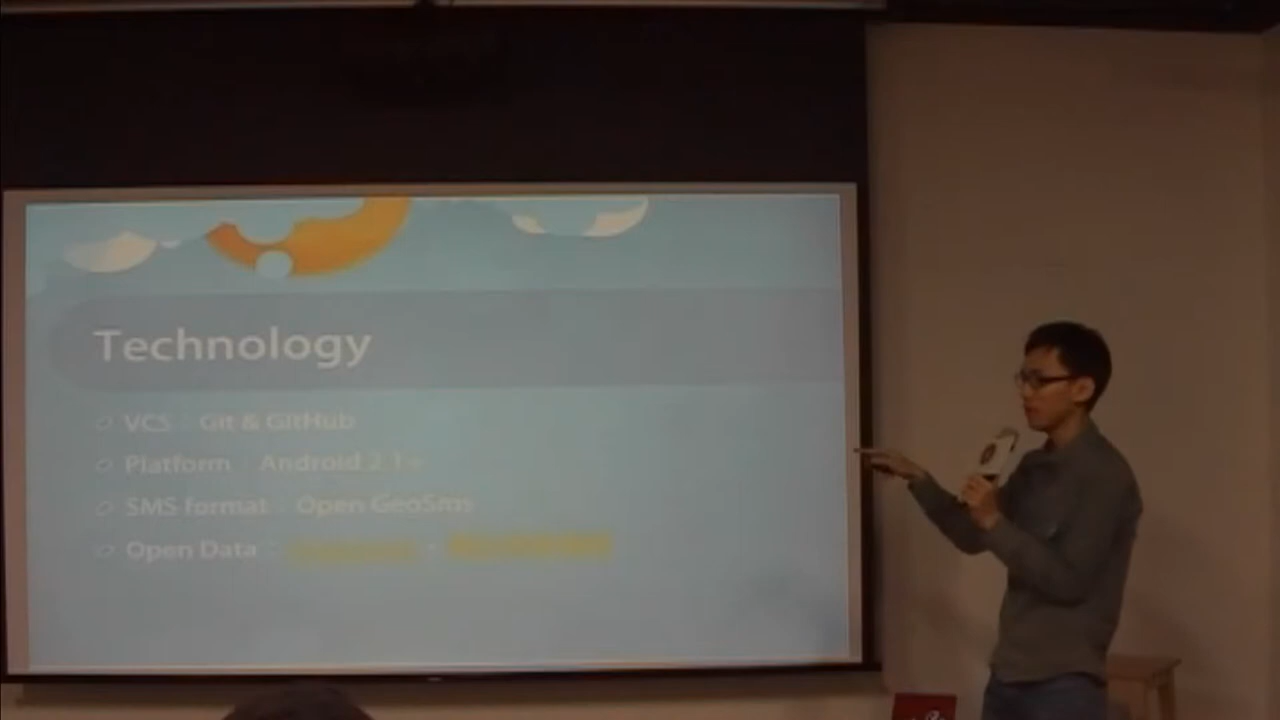 Technology
VCS : Git & GitHub
Platform : Android 2.1+
SMS format : Open GeoSms
Open Data :